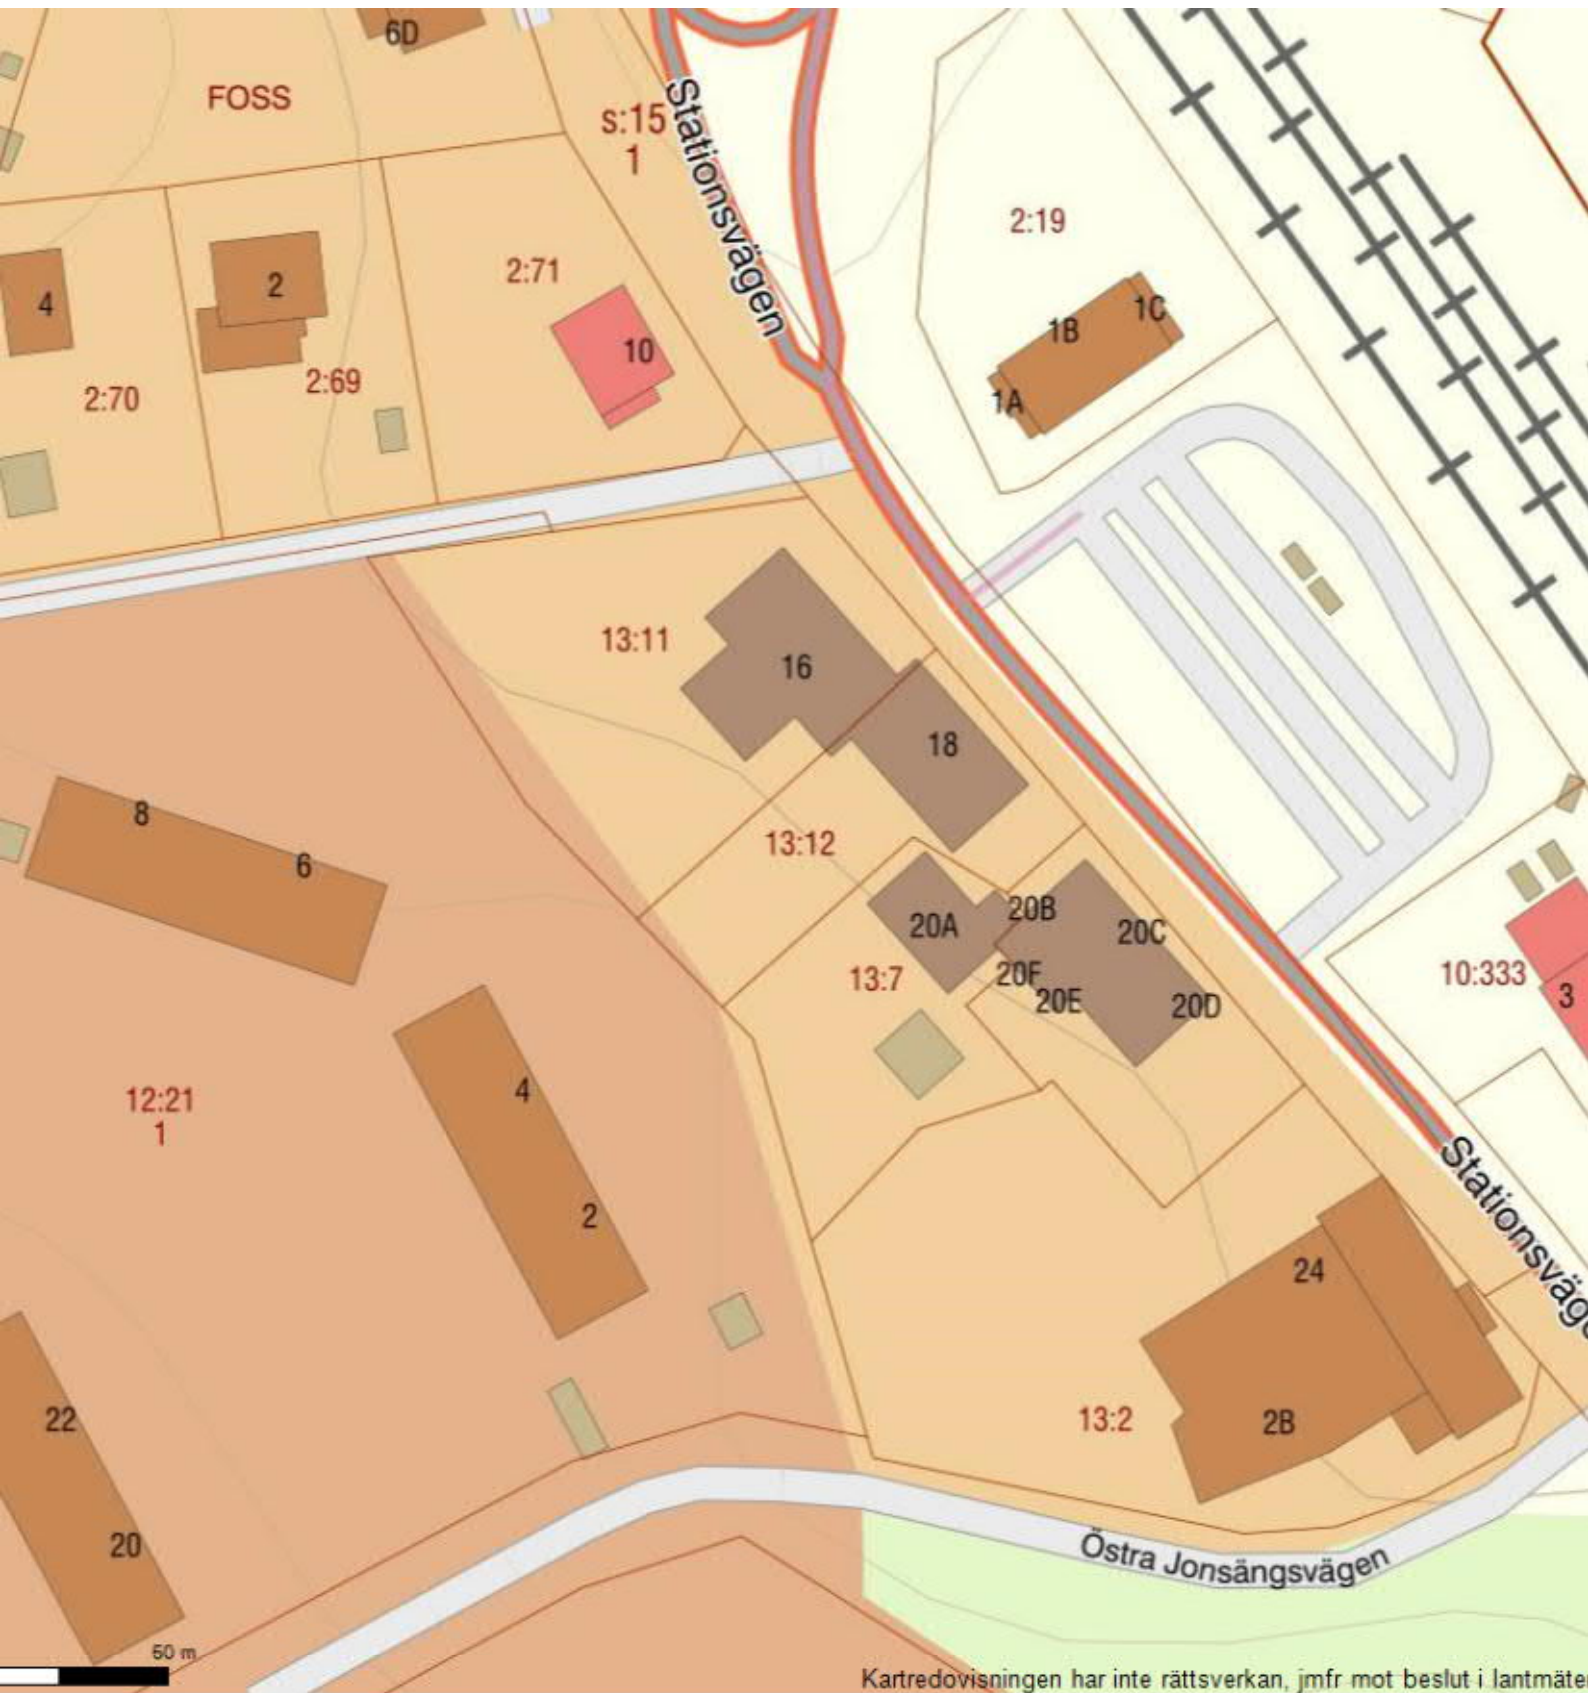 6D
FOSS
s:15
1
Stationsvägen
2:19
2:71
4
2
1C
1B
10
2:70
2:69
1A
13:11
16
18
8
6
13:12
20A
20B
20C
13:7
20F
20E
20D
10:333
3
12:21
1
4
2
Stationsväge
24
22
13:2
2B
20
Östra Jonsängsvägen
50 m
Kartredovisningen har inte rättsverkan, jmfr mot beslut i lantmäte